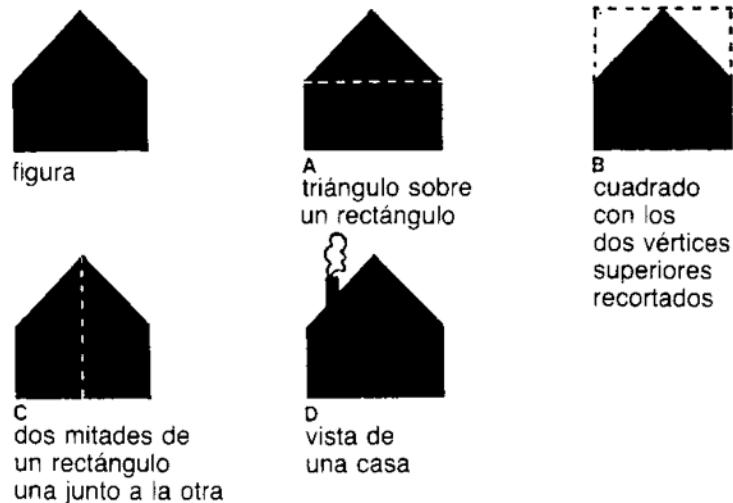 figura
A
triángulo sobre
un rectángulo
B
cuadrado
con los
dos vértices
superiores
recortados
C
dos mitades de
un rectángulo
una junto a la otra
D
vista de
una casa